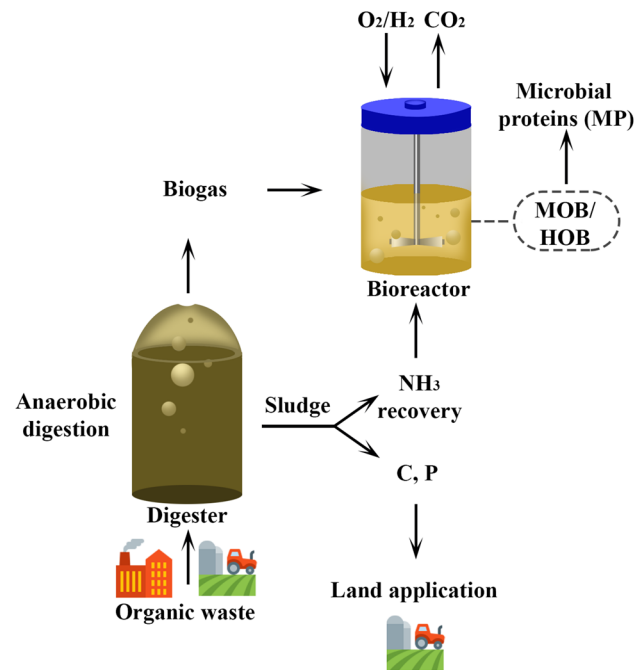 O₂/H₂ CO₂
Microbial
proteins (MP)
Biogas
MOB/
HOB
Bioreactor
Anaerobic
digestion
Sludge
NH₃
recovery
C, P
Digester
Organic waste
Land application